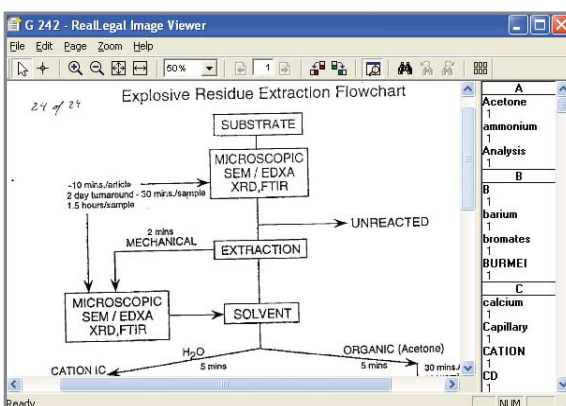 G 242 - RealLegal Image Viewer
File Edit Page Zoom Help
50% 1
24 of 24
Explosive Residue Extraction Flowchart
SUBSTRATE
MICROSCOPIC
SEM / EDXA
XRD,FTIR
~10 mins./article
2 day turnaround - 30 mins./sample
1.5 hours/sample
UNREACTED
2 mins
MECHANICAL
EXTRACTION
MICROSCOPIC
SEM / EDXA
XRD,FTIR
SOLVENT
H2O
5 mins
ORGANIC (Acetone)
5 mins
CATION IC
30 mins./
A
Acetone
1
ammonium
1
Analysis
1
B
B
1
barium
1
bromates
1
BURMEI
1
C
calcium
1
Capillary
1
CATION
1
CD
1
Ready
NUM